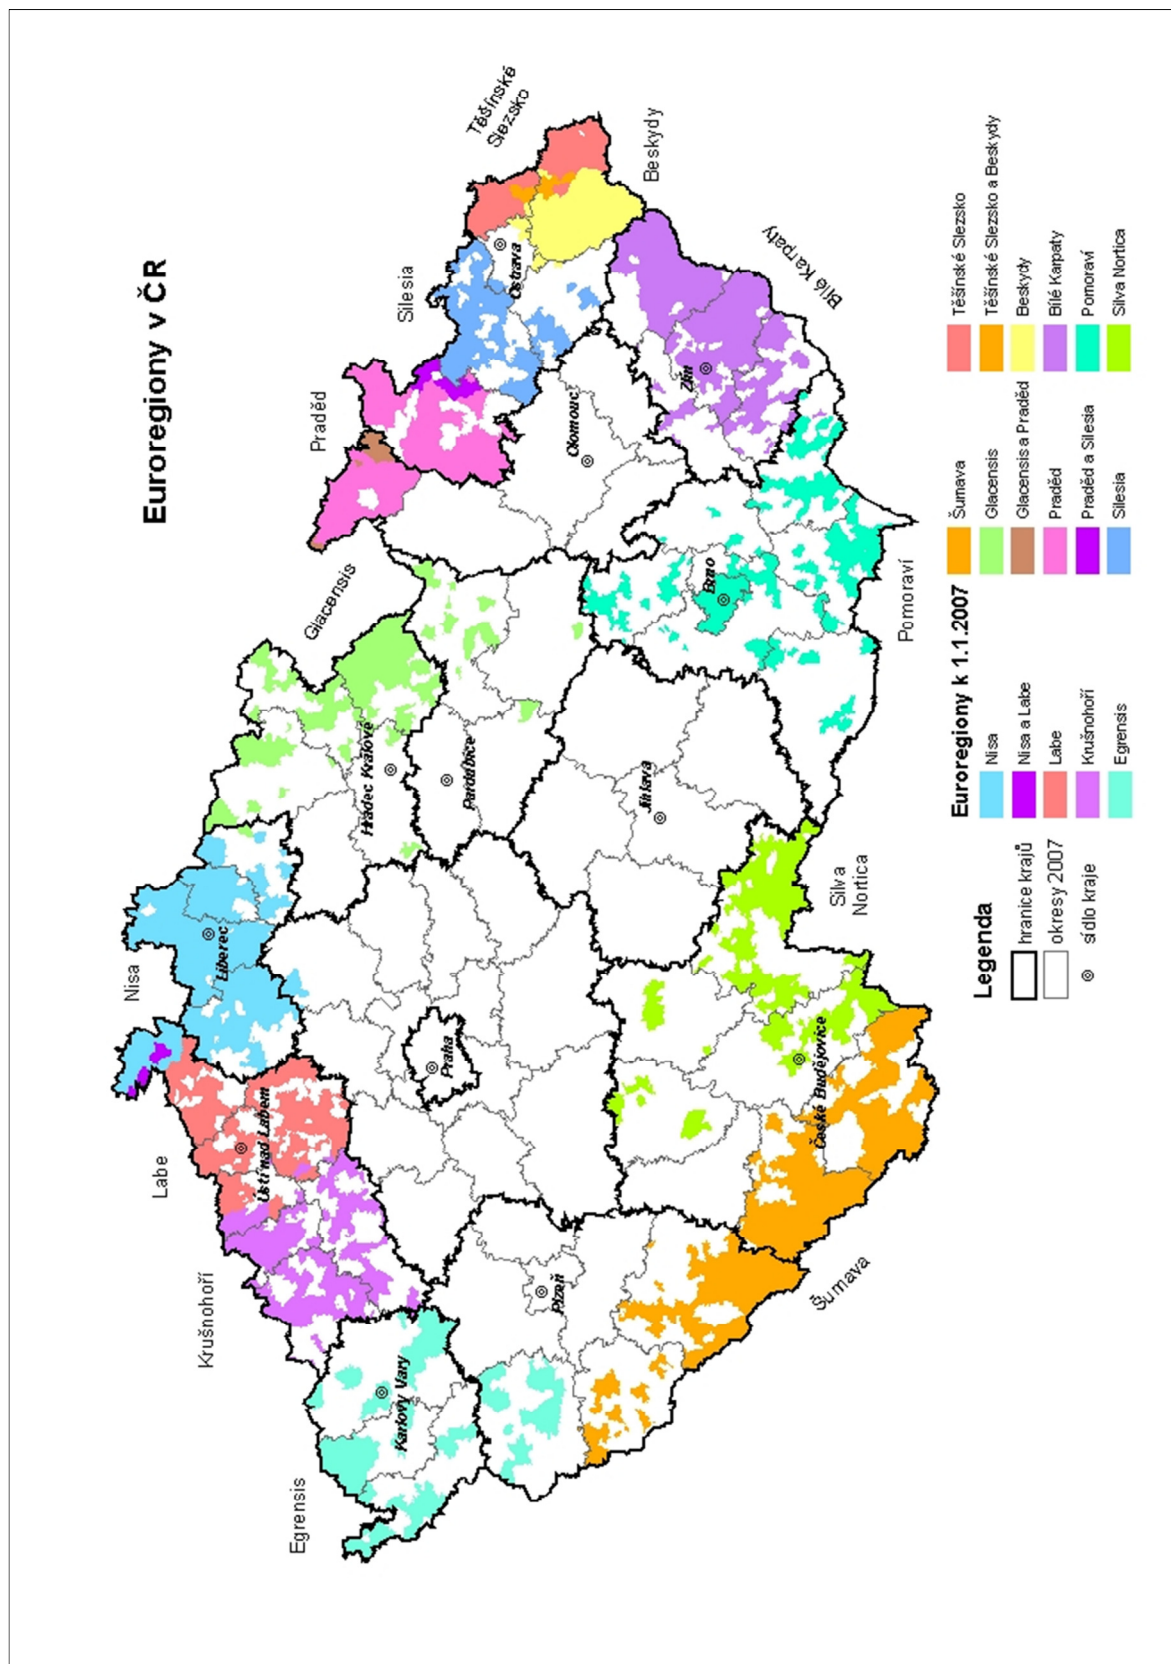 Euroregiony v ČR
Nisa
Labe
Krušnohoří
Egrensis
Glacensis
Praděd
Silesia
Těšínské
Slezsko
Beskydy
Bílé Karpaty
Pomoraví
Silva
Nortica
Šumava
Liberec
Ústí nad Labem
Karlovy Vary
Plzeň
Praha
České Budějovice
Hradec Králové
Pardubice
Jihlava
Brno
Olomouc
Ostrava
Zlín
Legenda
hranice krajů
okresy 2007
sídlo kraje
Euroregiony k 1.1.2007
Nisa
Nisa a Labe
Labe
Krušnohoří
Egrensis
Šumava
Glacensis
Glacensis a Praděd
Praděd
Praděd a Silesia
Silesia
Těšínské Slezsko
Těšínské Slezsko a Beskydy
Beskydy
Bílé Karpaty
Pomoraví
Silva Nortica